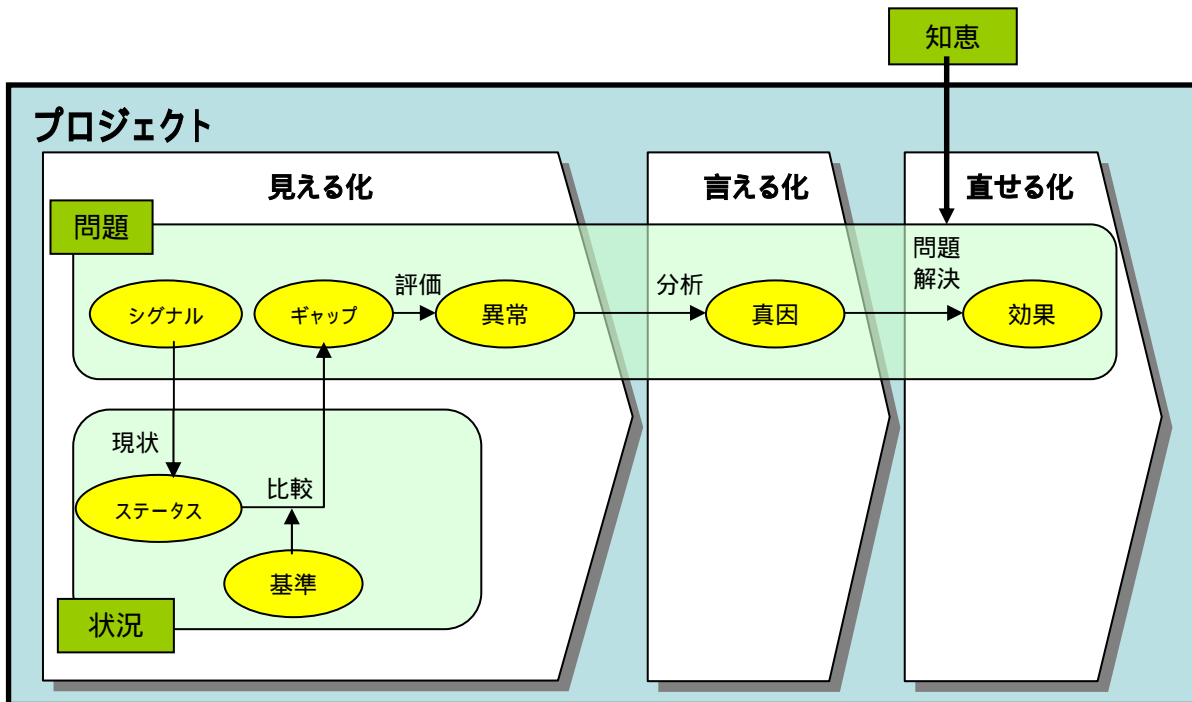 知恵
プロジェクト
見える化
言える化
直せる化
問題
シグナル
ギャップ
評価
異常
分析
真因
問題
解決
効果
現状
ステータス
比較
基準
状況